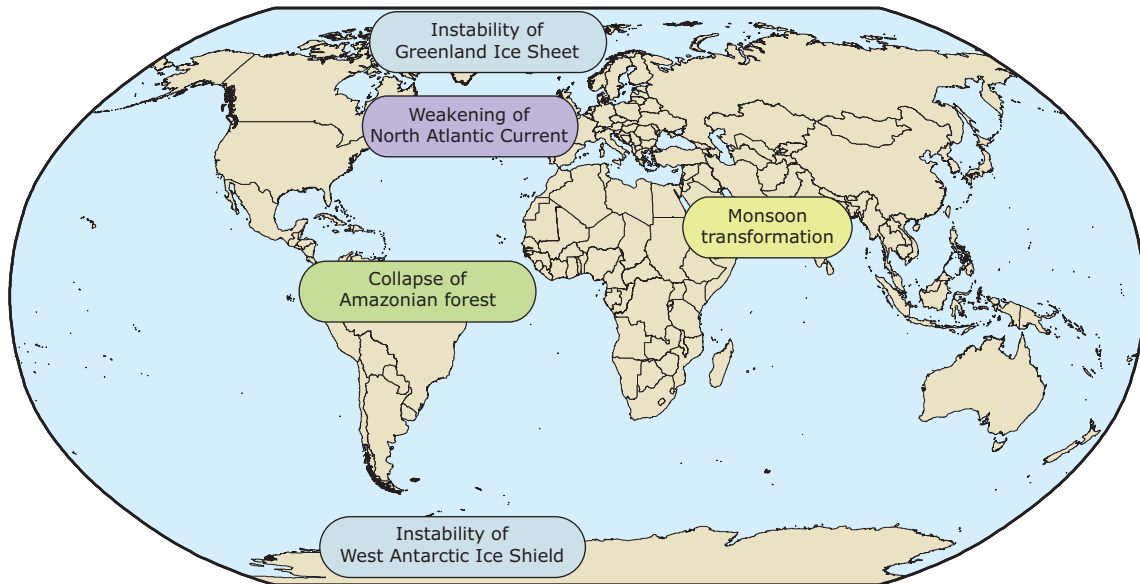 Instability of
Greenland Ice Sheet
Weakening of
North Atlantic Current
Monsoon
transformation
Collapse of
Amazonian forest
Instability of
West Antarctic Ice Shield